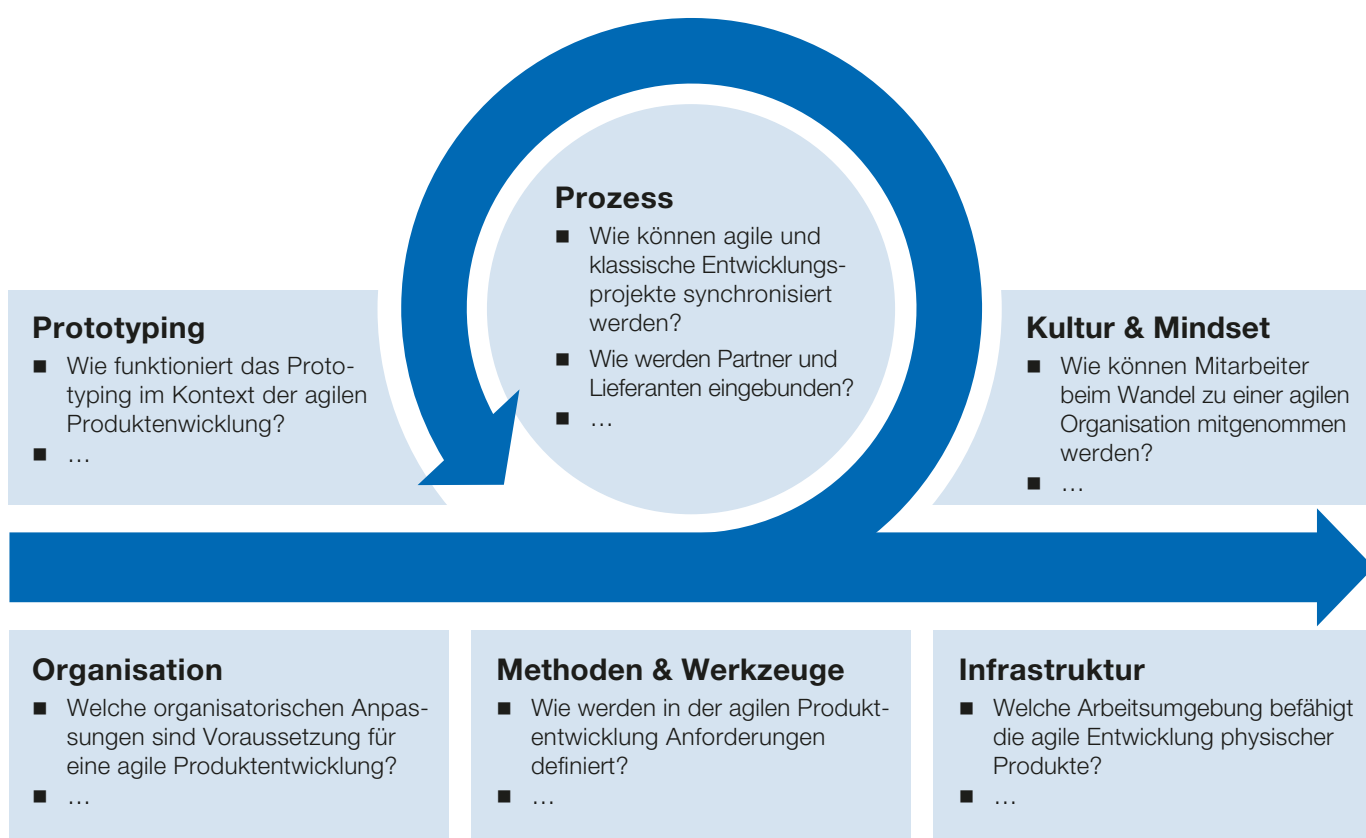 Prozess
■ Wie können agile und
klassische Entwicklungs-
projekte synchronisiert
werden?
■ Wie werden Partner und
Lieferanten eingebunden?
■ …
Prototyping
■ Wie funktioniert das Proto-
typing im Kontext der agilen
Produktenwicklung?
■ …
Kultur & Mindset
■ Wie können Mitarbeiter
beim Wandel zu einer agilen
Organisation mitgenommen
werden?
■ …
Organisation
■ Welche organisatorischen Anpas-
sungen sind Voraussetzung für
eine agile Produktentwicklung?
■ …
Methoden & Werkzeuge
■ Wie werden in der agilen Produkt-
entwicklung Anforderungen
definiert?
■ …
Infrastruktur
■ Welche Arbeitsumgebung befähigt
die agile Entwicklung physischer
Produkte?
■ …